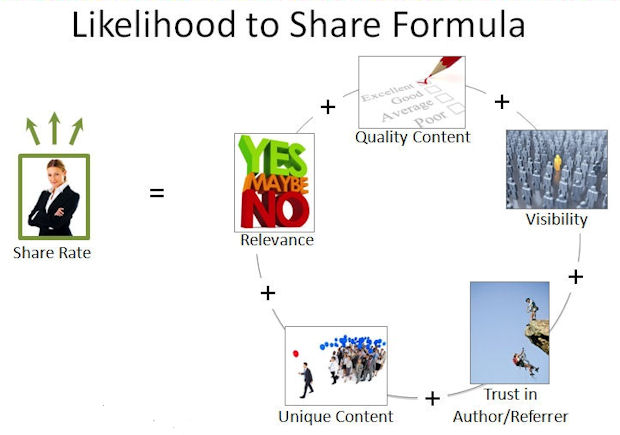 Likelihood to Share Formula
Excellent
Good
Average
Poor
+
+
Quality Content
YES
MAYBE
NO
=
Visibility
Relevance
Share Rate
+
+
+
Trust in
Unique Content
Author/Referrer